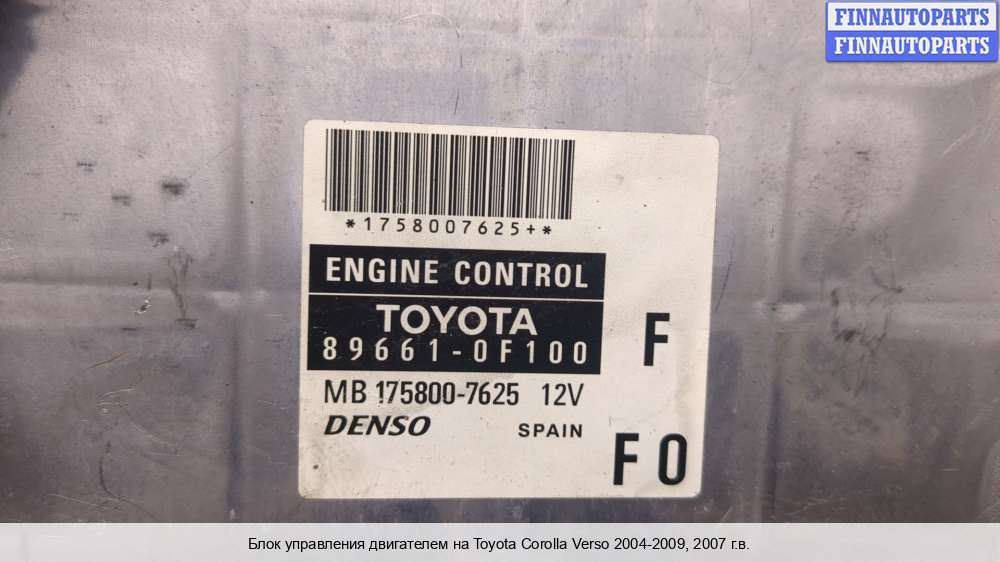 FINNAUTOPARTS
FINNAUTOPARTS
*1758007625+*
ENGINE CONTROL
TOYOTA
89661-0F100
F
MB 175800-7625 12V
DENSO SPAIN
F0
Блок управления двигателем на Toyota Corolla Verso 2004-2009, 2007 г.в.